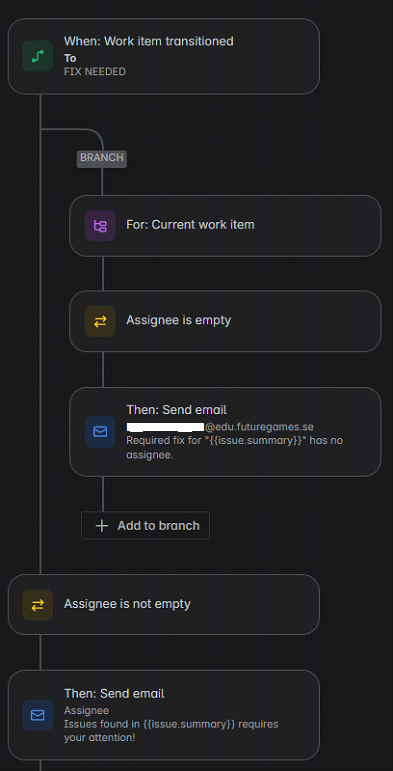 When: Work item transitioned
To
FIX NEEDED
BRANCH
For: Current work item
Assignee is empty
Then: Send email
@edu.futuregames.se
Required fix for "{{issue.summary}}" has no
assignee.
Add to branch
Assignee is not empty
Then: Send email
Assignee
Issues found in {{issue.summary}} requires
your attention!